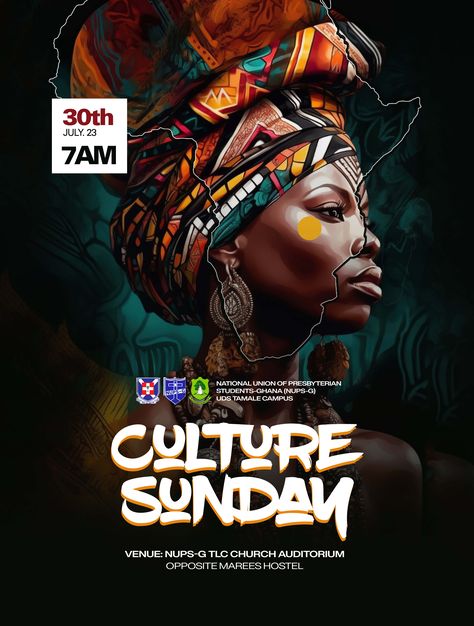 30th
JULY. 23
7AM
NATIONAL UNION OF PRESBYTERIAN
STUDENTS-GHANA (NUPS-G)
UDS TAMALE CAMPUS
CULTURE
SUNDAY
VENUE: NUPS-G TLC CHURCH AUDITORIUM
OPPOSITE MAREES HOSTEL